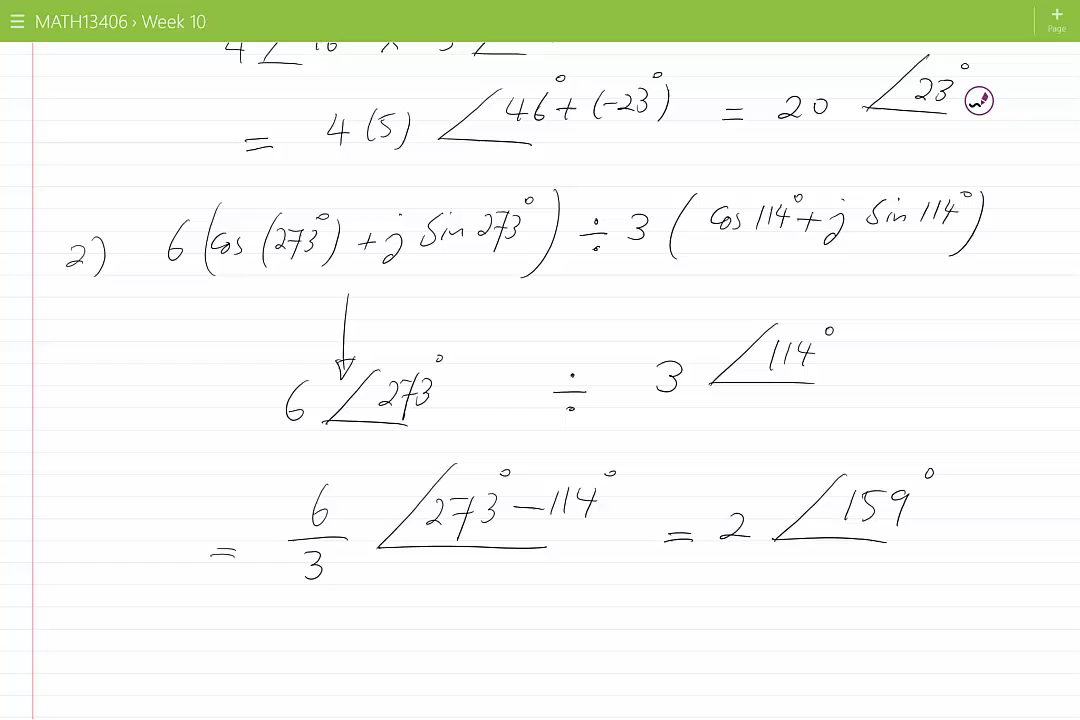 ☰ MATH13406 › Week 10
+ Page
= 4 (5) ∠46° + (-23°) = 20 ∠23°
2) 6 (cos (273°) + j sin 273°) ÷ 3 (cos 114° + j sin 114°)
6 ∠273° ÷ 3 ∠114°
= 6/3 ∠273° - 114° = 2 ∠159°